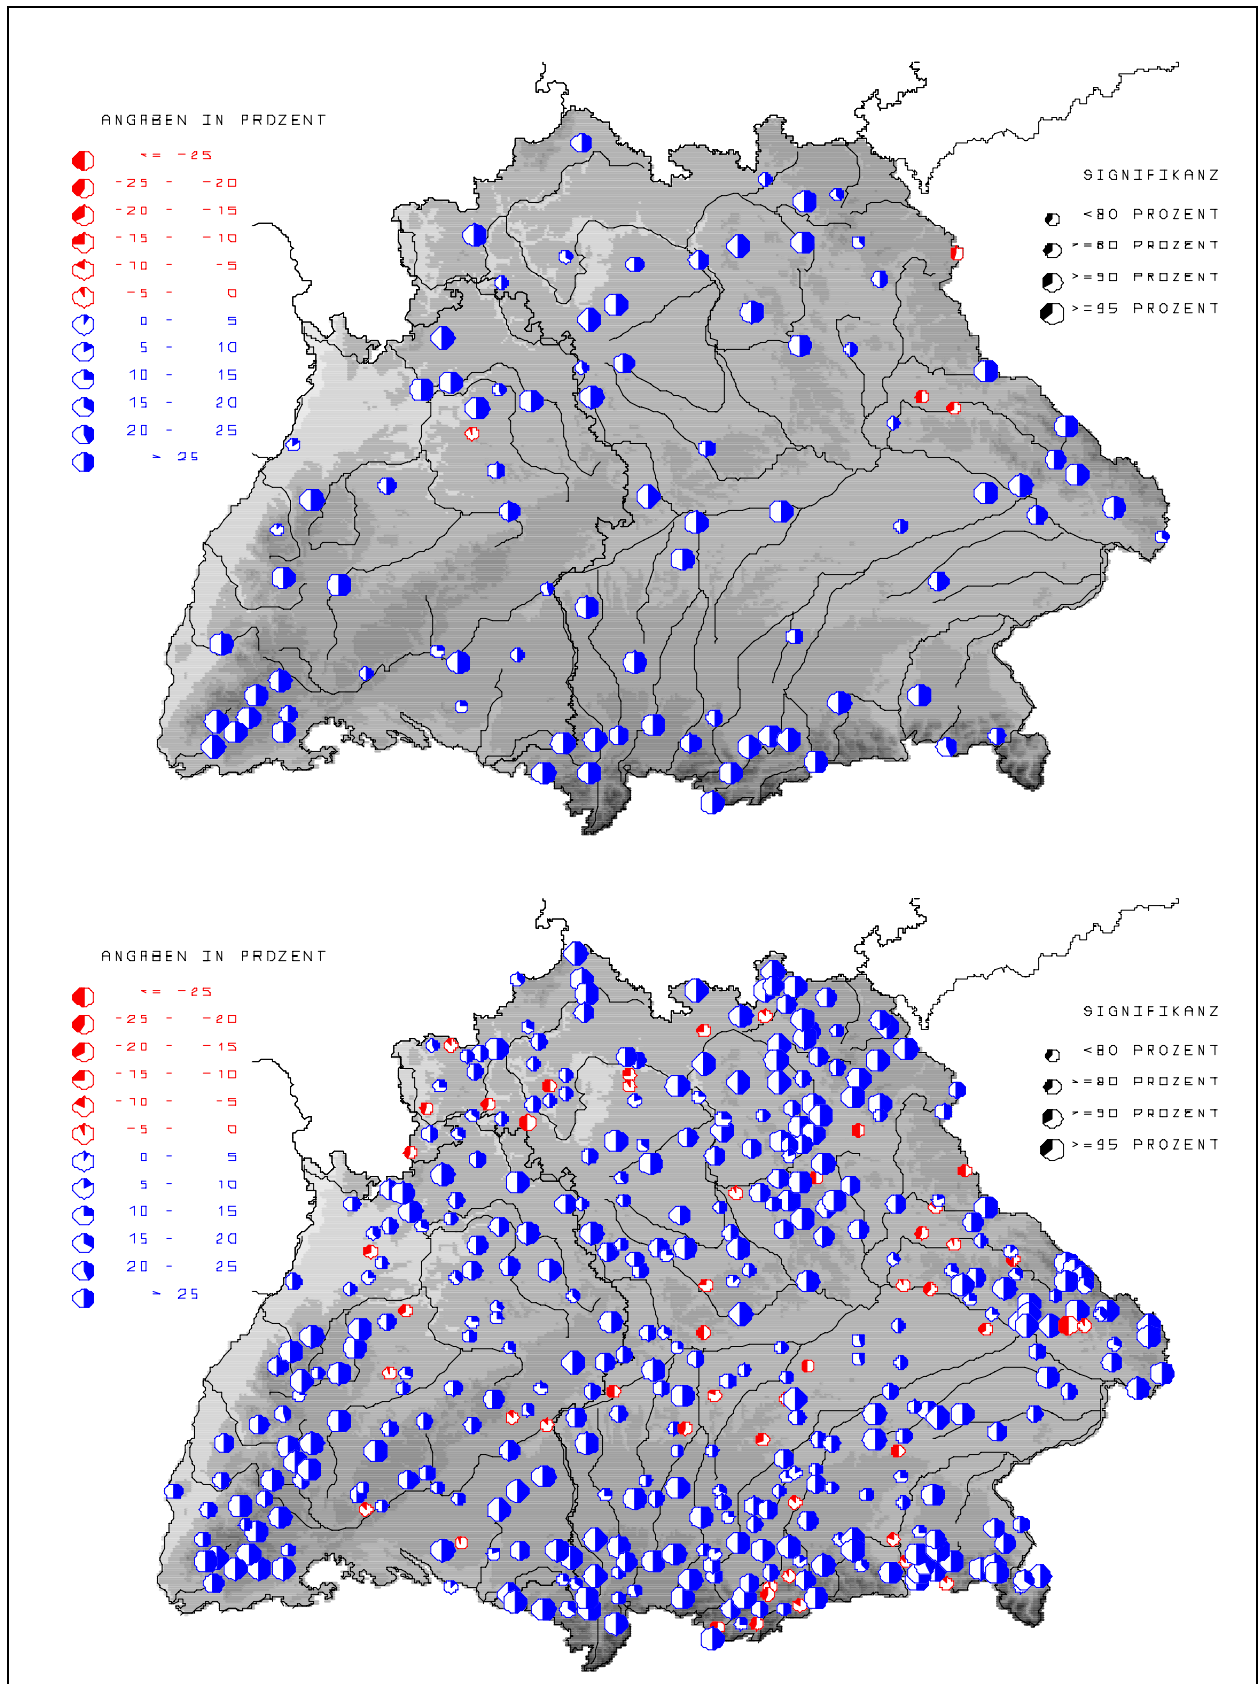 ANGABEN IN PROZENT
<= -25
-25 - -20
-20 - -15
-15 - -10
-10 - -5
-5 - 0
0 - 5
5 - 10
10 - 15
15 - 20
20 - 25
> 25
SIGNIFIKANZ
<80 PROZENT
>=80 PROZENT
>=90 PROZENT
>=95 PROZENT
ANGABEN IN PROZENT
<= -25
-25 - -20
-20 - -15
-15 - -10
-10 - -5
-5 - 0
0 - 5
5 - 10
10 - 15
15 - 20
20 - 25
> 25
SIGNIFIKANZ
<80 PROZENT
>=80 PROZENT
>=90 PROZENT
>=95 PROZENT